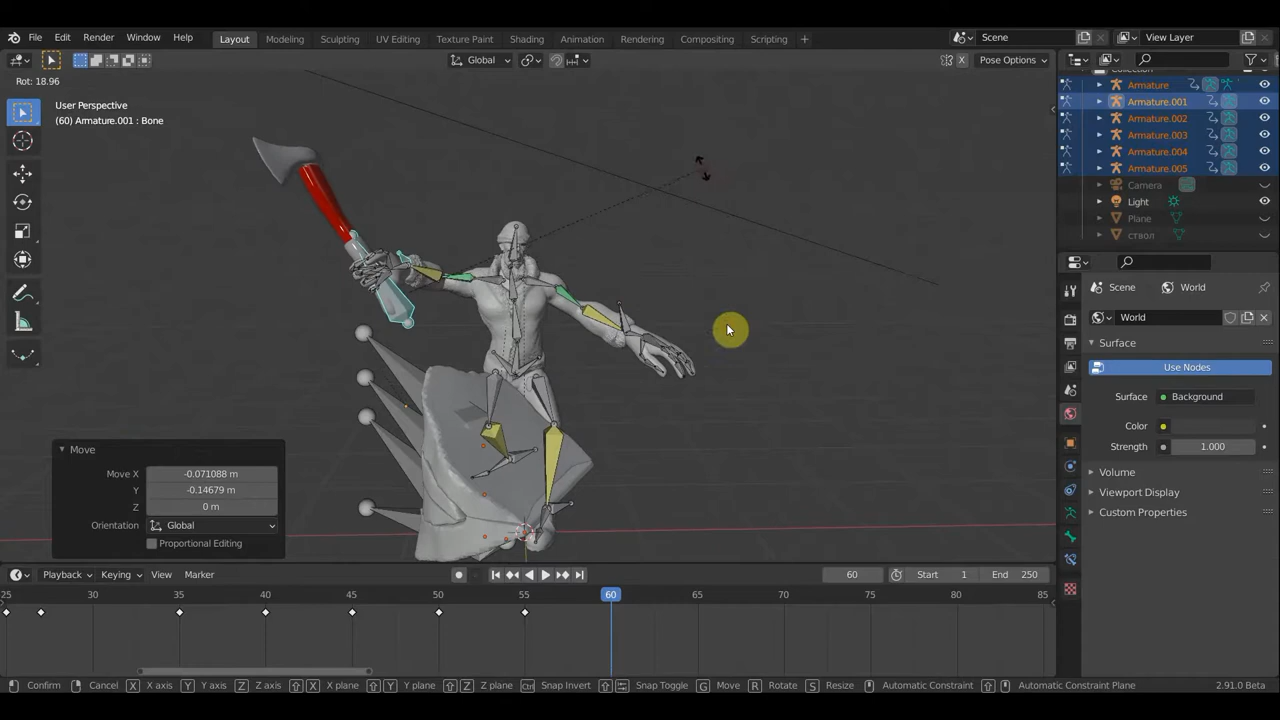 File Edit Render Window Help Layout Modeling Sculpting UV Editing Texture Paint Shading Animation Rendering Compositing Scripting + Scene View Layer
Global X Pose Options
Rot: 18.96
User Perspective
(60) Armature.001 : Bone
Armature
Armature.001
Armature.002
Armature.003
Armature.004
Armature.005
Camera
Light
Plane
ствол
Scene World
World
Surface
Use Nodes
Surface Background
Color
Strength 1.000
Volume
Viewport Display
Custom Properties
Move
Move X -0.071088 m
Y -0.14679 m
Z 0 m
Orientation Global
Proportional Editing
Playback Keying View Marker 60 Start 1 End 250
25 30 35 40 45 50 55 60 65 70 75 80 85
Confirm Cancel X X axis Y Y axis Z Z axis X X plane Y Y plane Z Z plane Ctrl Snap Invert Snap Toggle G Move R Rotate S Resize Automatic Constraint Automatic Constraint Plane 2.91.0 Beta